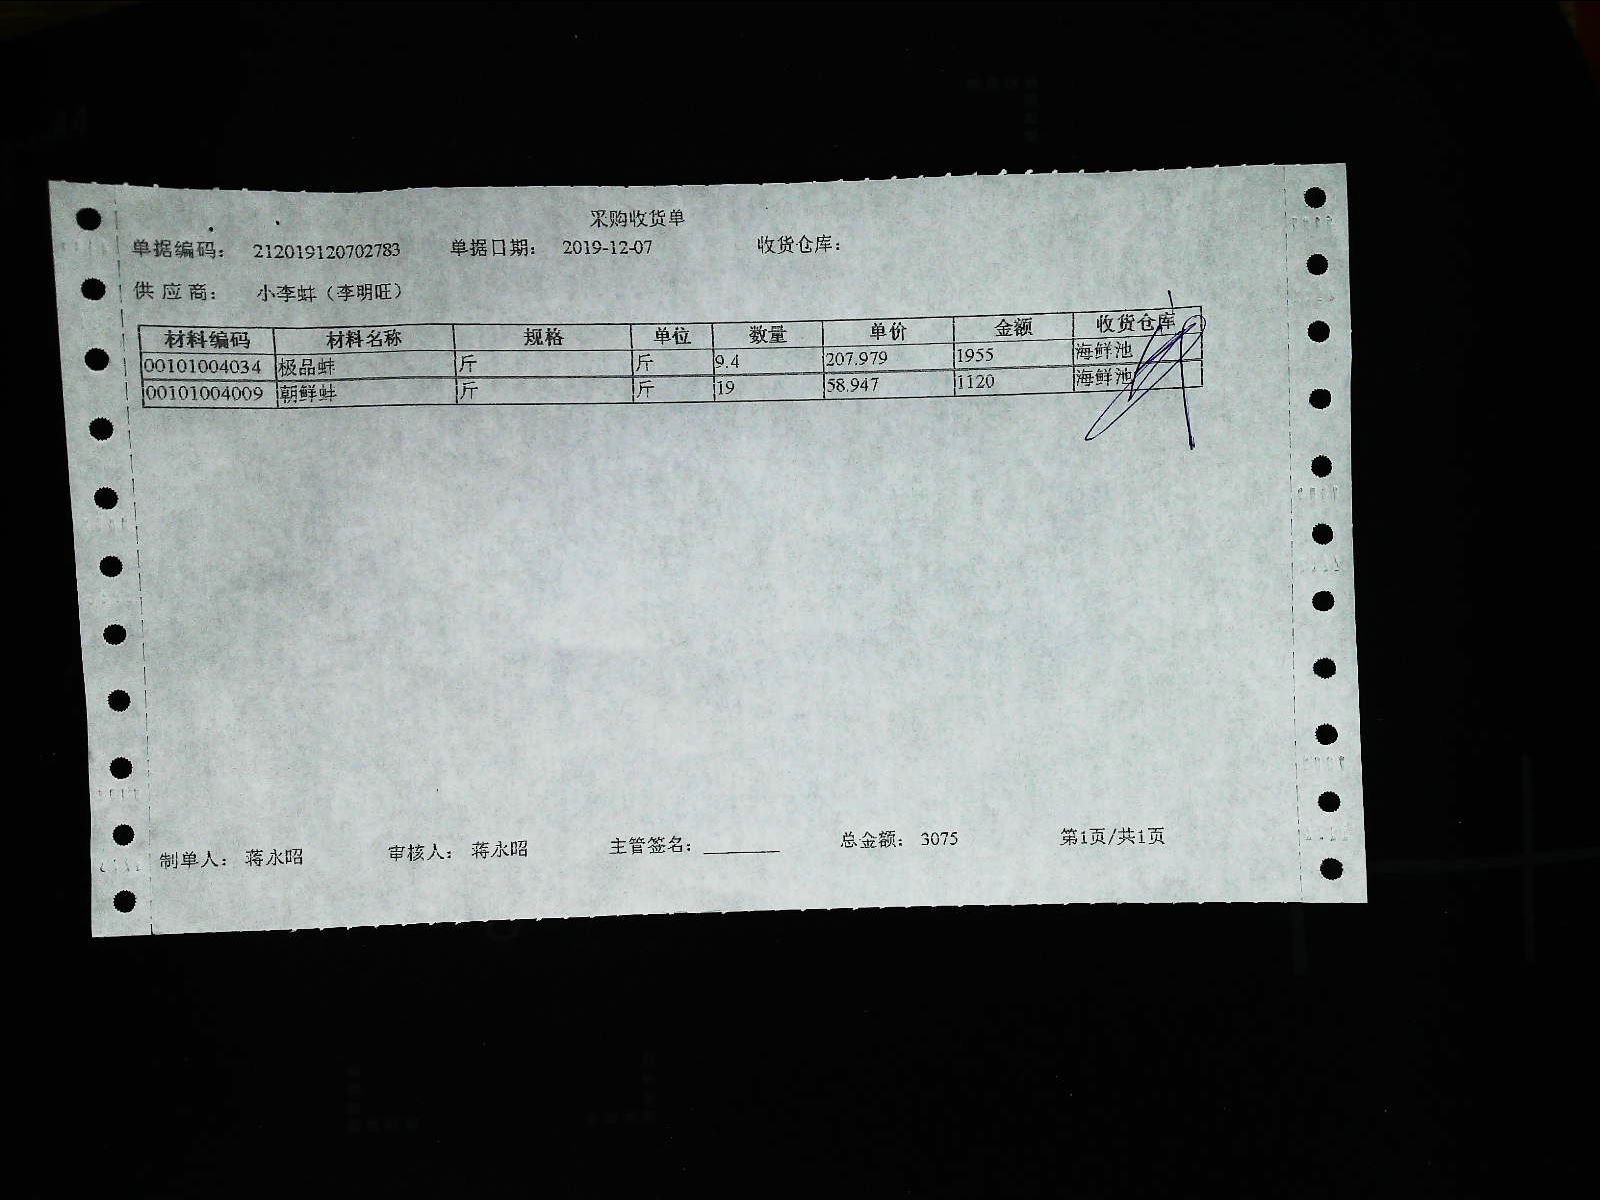 采购收货单
单据编码： 212019120702783 单据日期： 2019-12-07 收货仓库：
供应商： 小李蚌（李明旺）
材料编码 材料名称 规格 单位 数量 单价 金额 收货仓库
00101004034 极品蚌 斤 斤 9.4 207.979 1955 海鲜池
00101004009 朝鲜蚌 斤 斤 19 58.947 1120 海鲜池
制单人： 蒋永昭 审核人： 蒋永昭 主管签名：________ 总金额： 3075 第1页/共1页